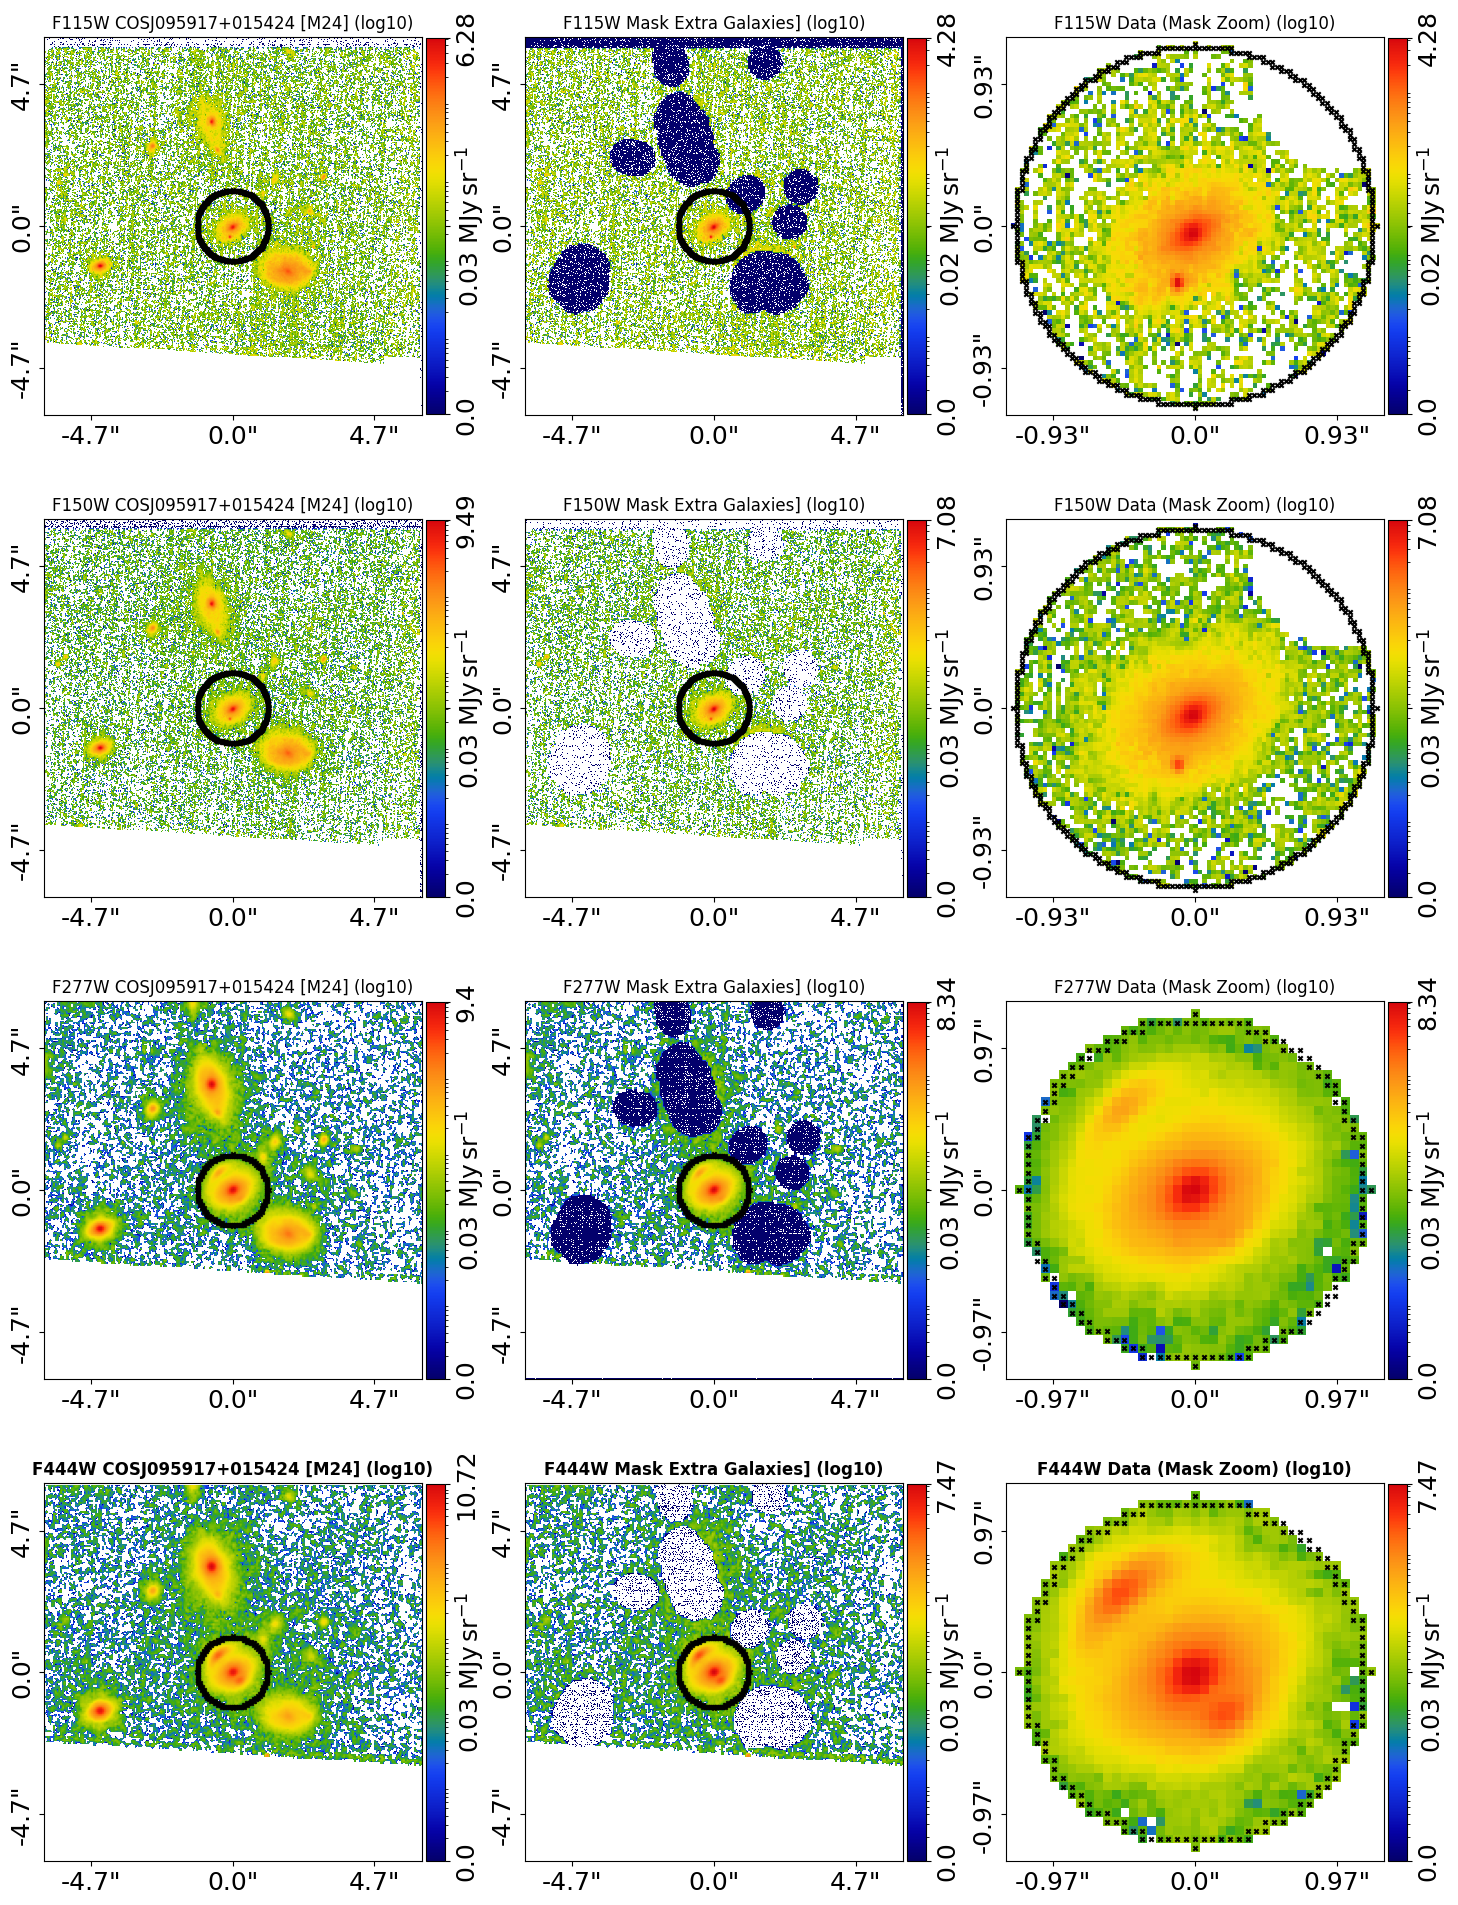 F115W COSJ095917+015424 [M24] (log10)
4.7"
0.0"
-4.7"
-4.7" 0.0" 4.7"
6.28
0.03 MJy sr−1
0.0
F115W Mask Extra Galaxies] (log10)
4.7"
0.0"
-4.7"
-4.7" 0.0" 4.7"
4.28
0.02 MJy sr−1
0.0
F115W Data (Mask Zoom) (log10)
0.93"
0.0"
-0.93"
-0.93" 0.0" 0.93"
4.28
0.02 MJy sr−1
0.0
F150W COSJ095917+015424 [M24] (log10)
4.7"
0.0"
-4.7"
-4.7" 0.0" 4.7"
9.49
0.03 MJy sr−1
0.0
F150W Mask Extra Galaxies] (log10)
4.7"
0.0"
-4.7"
-4.7" 0.0" 4.7"
7.08
0.03 MJy sr−1
0.0
F150W Data (Mask Zoom) (log10)
0.93"
0.0"
-0.93"
-0.93" 0.0" 0.93"
7.08
0.03 MJy sr−1
0.0
F277W COSJ095917+015424 [M24] (log10)
4.7"
0.0"
-4.7"
-4.7" 0.0" 4.7"
9.4
0.03 MJy sr−1
0.0
F277W Mask Extra Galaxies] (log10)
4.7"
0.0"
-4.7"
-4.7" 0.0" 4.7"
8.34
0.03 MJy sr−1
0.0
F277W Data (Mask Zoom) (log10)
0.97"
0.0"
-0.97"
-0.97" 0.0" 0.97"
8.34
0.03 MJy sr−1
0.0
F444W COSJ095917+015424 [M24] (log10)
4.7"
0.0"
-4.7"
-4.7" 0.0" 4.7"
10.72
0.03 MJy sr−1
0.0
F444W Mask Extra Galaxies] (log10)
4.7"
0.0"
-4.7"
-4.7" 0.0" 4.7"
7.47
0.03 MJy sr−1
0.0
F444W Data (Mask Zoom) (log10)
0.97"
0.0"
-0.97"
-0.97" 0.0" 0.97"
7.47
0.03 MJy sr−1
0.0